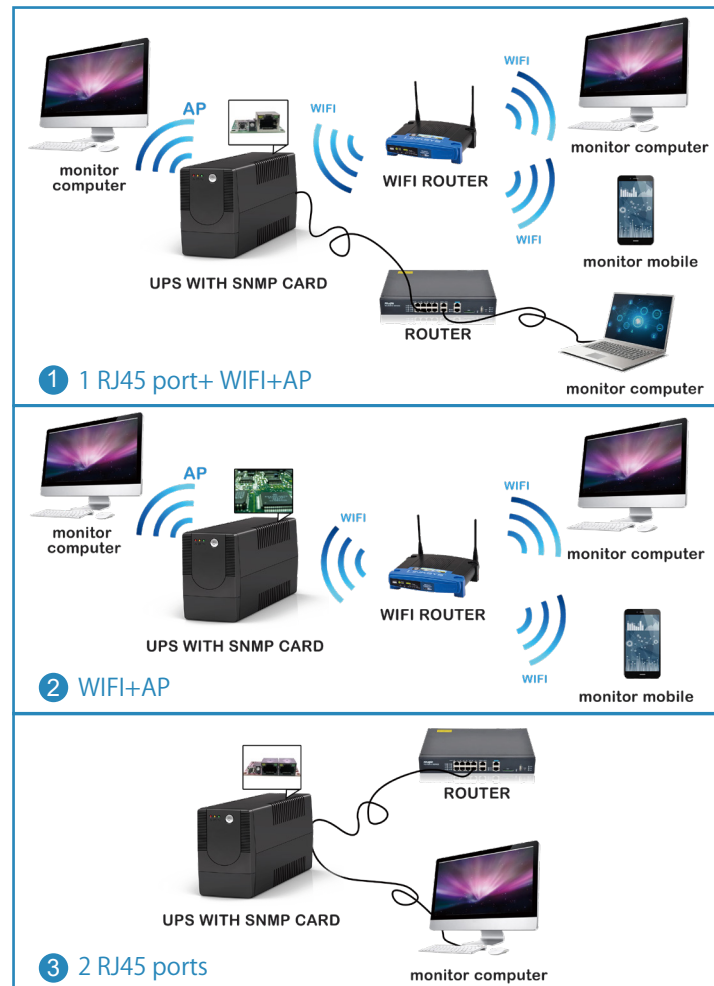 AP
WIFI
WIFI
monitor
computer
WIFI ROUTER
monitor computer
WIFI
UPS WITH SNMP CARD
monitor mobile
ROUTER
1 1 RJ45 port+ WIFI+AP
monitor computer
AP
WIFI
WIFI
monitor
computer
monitor computer
WIFI ROUTER
UPS WITH SNMP CARD
WIFI
2 WIFI+AP
monitor mobile
ROUTER
UPS WITH SNMP CARD
3 2 RJ45 ports
monitor computer